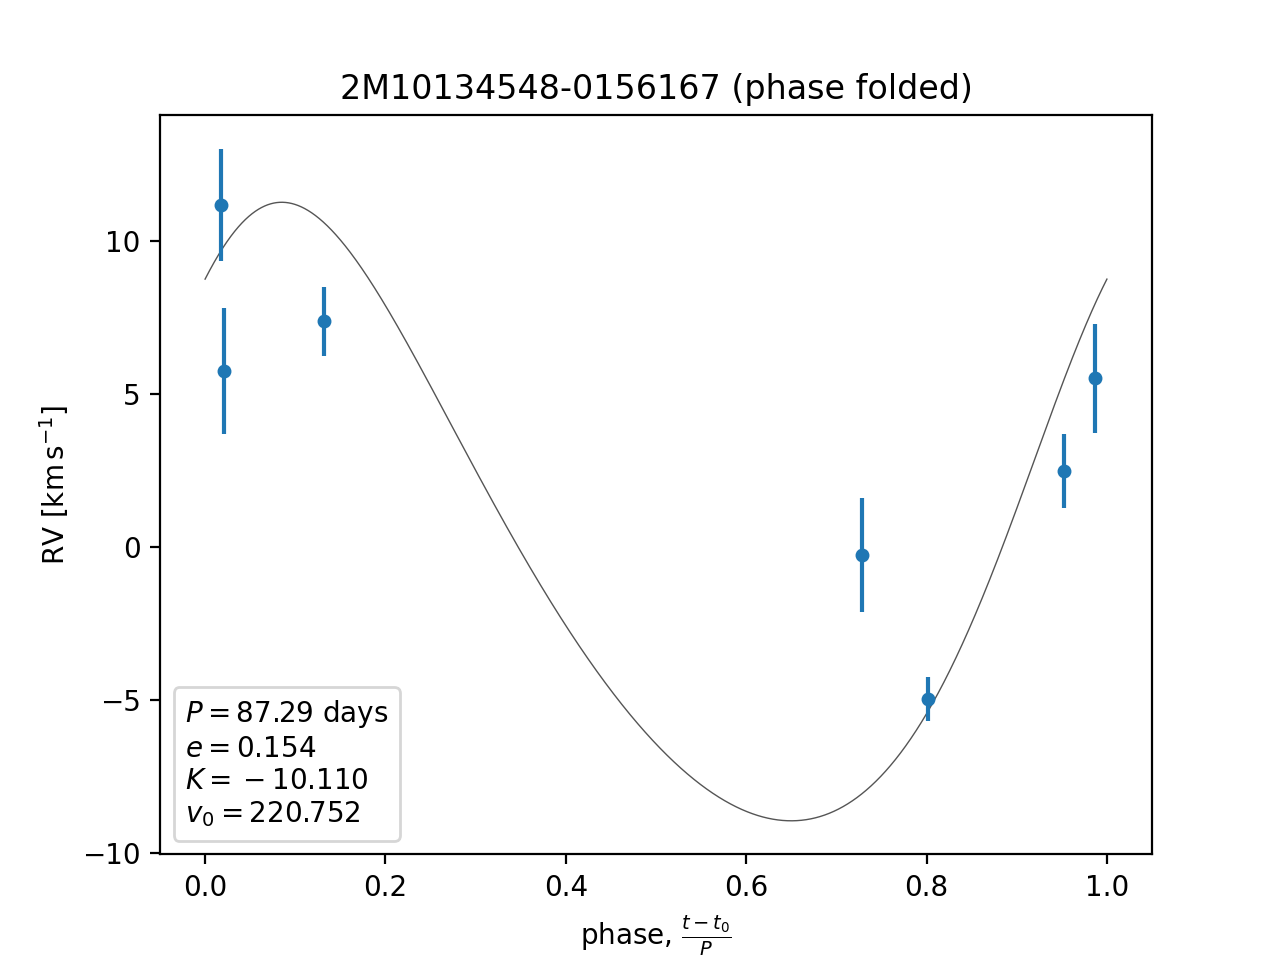 2M10134548-0156167 (phase folded)
RV [km s⁻¹]
10
5
0
−5
−10
P = 87.29 days
e = 0.154
K = − 10.110
v₀ = 220.752
0.0 0.2 0.4 0.6 0.8 1.0
phase, (t − t₀)/P